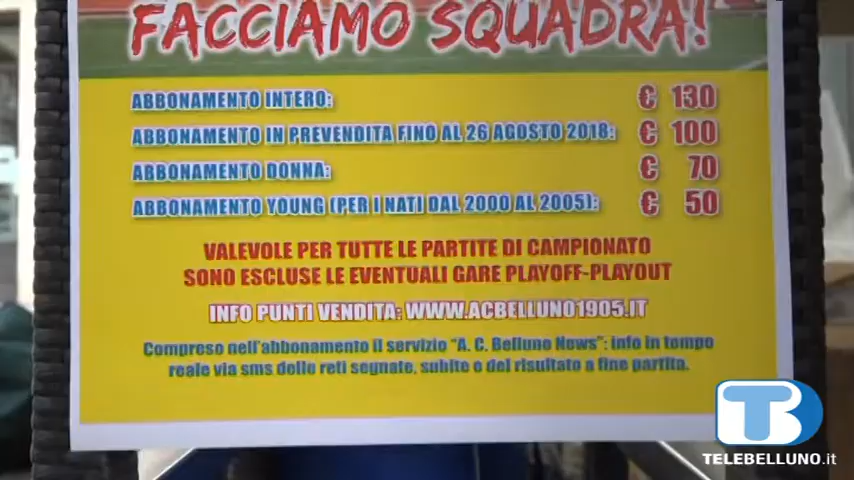 FACCIAMO SQUADRA!
ABBONAMENTO INTERO: € 130
ABBONAMENTO IN PREVENDITA FINO AL 26 AGOSTO 2018: € 100
ABBONAMENTO DONNA: € 70
ABBONAMENTO YOUNG (PER I NATI DAL 2000 AL 2005): € 50
VALEVOLE PER TUTTE LE PARTITE DI CAMPIONATO
SONO ESCLUSE LE EVENTUALI GARE PLAYOFF-PLAYOUT
INFO PUNTI VENDITA: WWW.ACBELLUNO1905.IT
Compreso nell'abbonamento il servizio "A. C. Belluno News": info in tempo
reale via sms delle reti segnate, subite o del risultato a fine partita.
TB
TELEBELLUNO.it